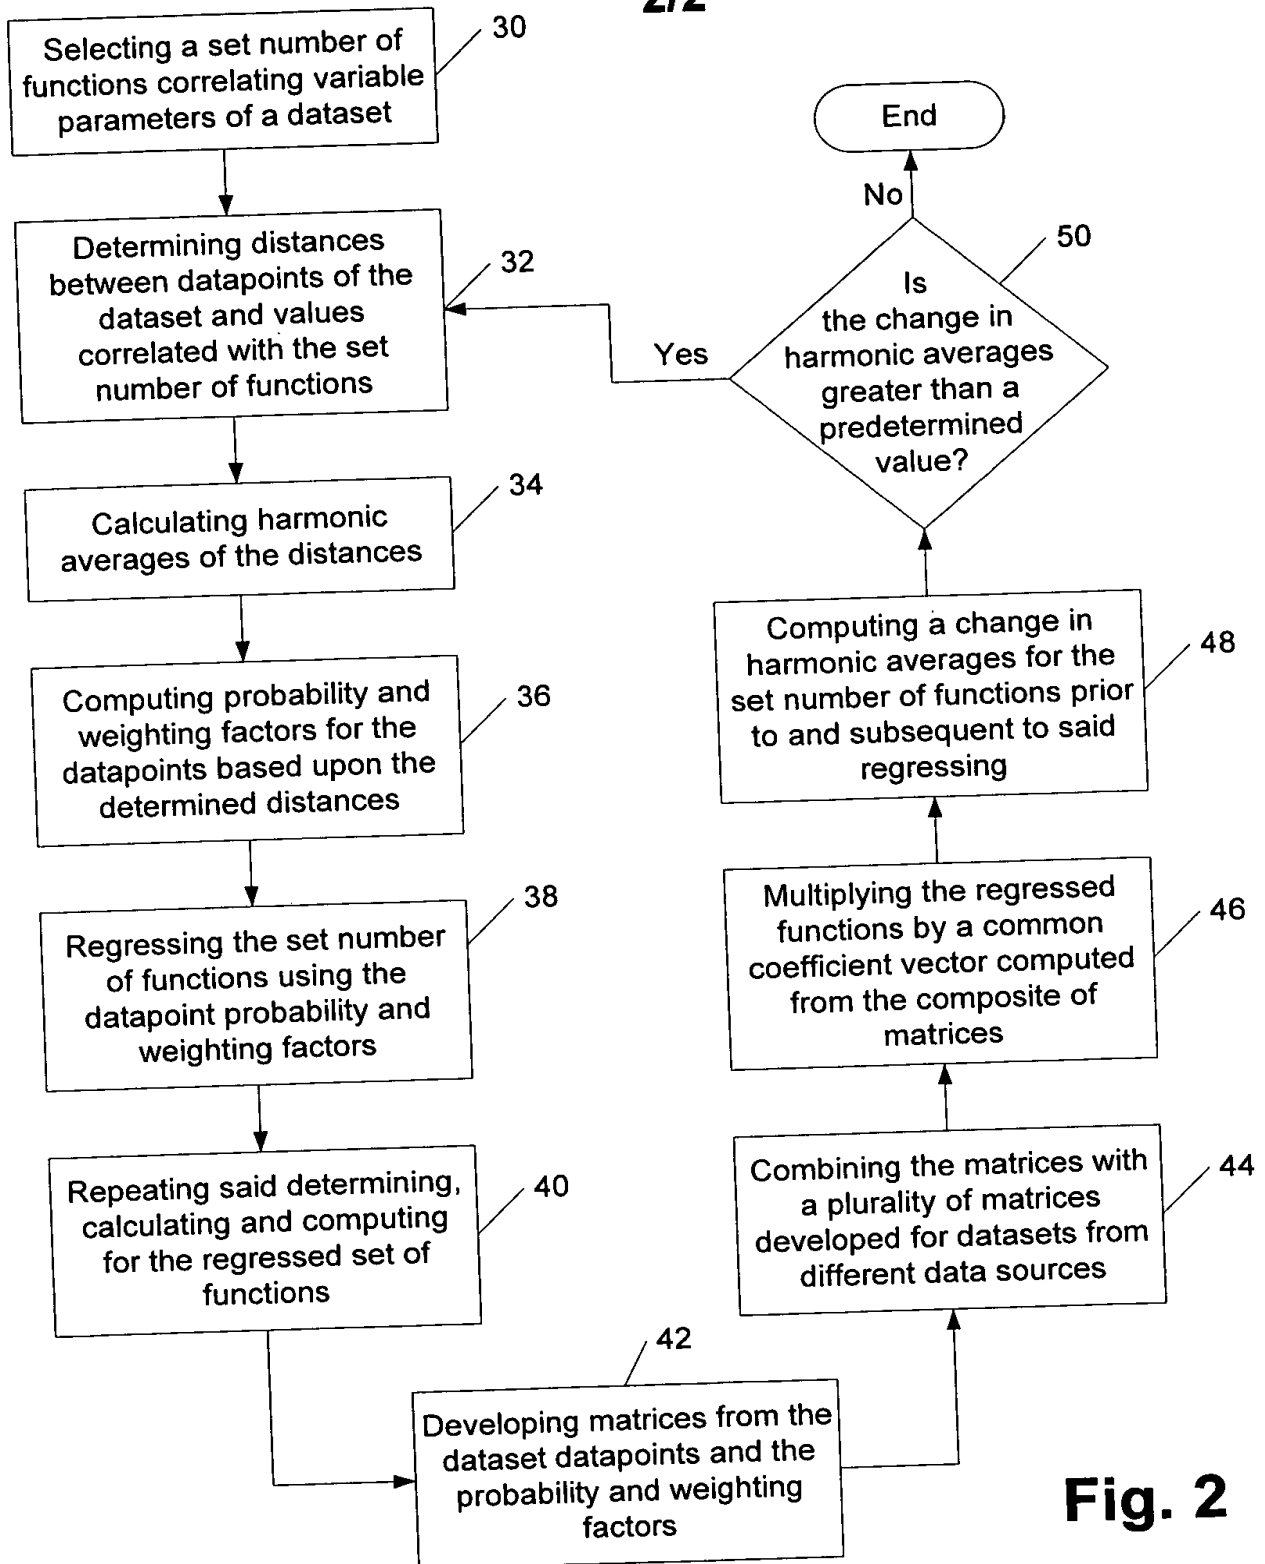 2/2
Selecting a set number of
functions correlating variable
parameters of a dataset
30
Determining distances
between datapoints of the
dataset and values
correlated with the set
number of functions
32
Calculating harmonic
averages of the distances
34
Computing probability and
weighting factors for the
datapoints based upon the
determined distances
36
Regressing the set number
of functions using the
datapoint probability and
weighting factors
38
Repeating said determining,
calculating and computing
for the regressed set of
functions
40
Developing matrices from the
dataset datapoints and the
probability and weighting
factors
42
Combining the matrices with
a plurality of matrices
developed for datasets from
different data sources
44
Multiplying the regressed
functions by a common
coefficient vector computed
from the composite of
matrices
46
Computing a change in
harmonic averages for the
set number of functions prior
to and subsequent to said
regressing
48
Is
the change in
harmonic averages
greater than a
predetermined
value?
50
Yes
No
End
Fig. 2